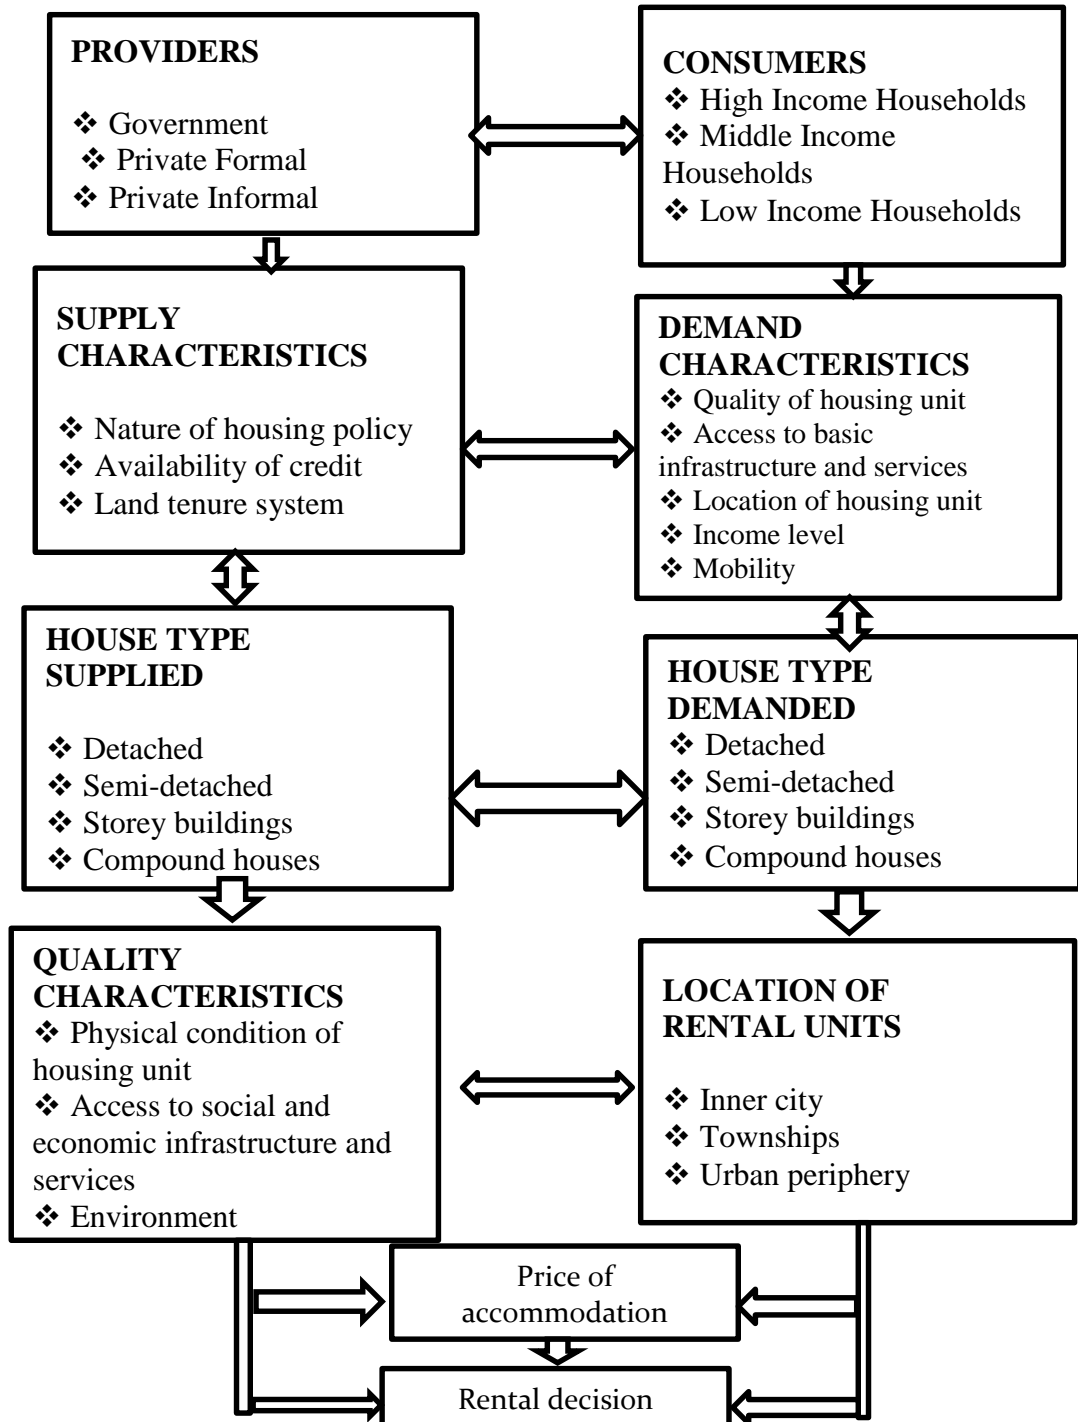 PROVIDERS
❖ Government
❖ Private Formal
❖ Private Informal
CONSUMERS
❖ High Income Households
❖ Middle Income
Households
❖ Low Income Households
SUPPLY
CHARACTERISTICS
❖ Nature of housing policy
❖ Availability of credit
❖ Land tenure system
DEMAND
CHARACTERISTICS
❖ Quality of housing unit
❖ Access to basic
infrastructure and services
❖ Location of housing unit
❖ Income level
❖ Mobility
HOUSE TYPE
SUPPLIED
❖ Detached
❖ Semi-detached
❖ Storey buildings
❖ Compound houses
HOUSE TYPE
DEMANDED
❖ Detached
❖ Semi-detached
❖ Storey buildings
❖ Compound houses
QUALITY
CHARACTERISTICS
❖ Physical condition of
housing unit
❖ Access to social and
economic infrastructure and
services
❖ Environment
LOCATION OF
RENTAL UNITS
❖ Inner city
❖ Townships
❖ Urban periphery
Price of
accommodation
Rental decision